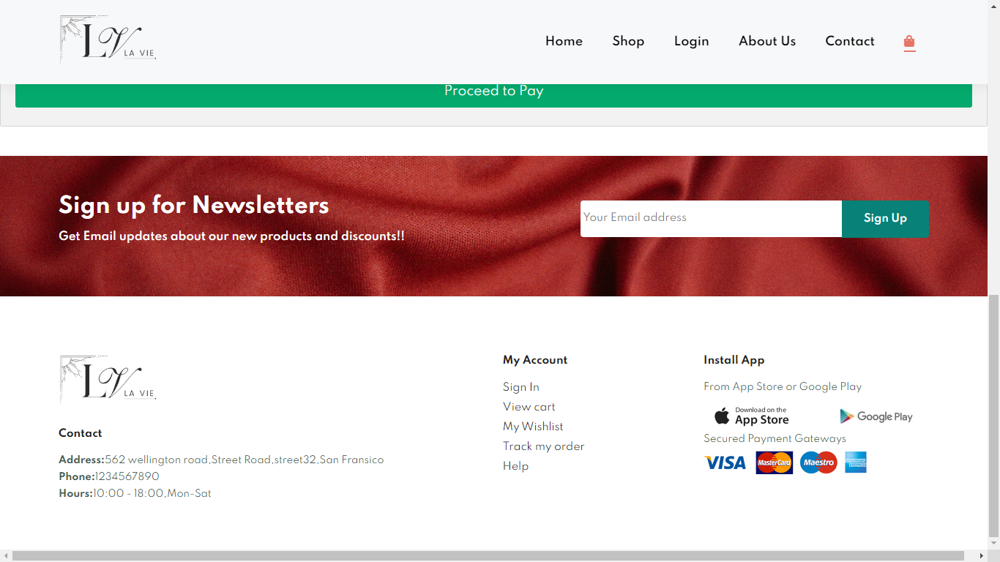 LV LA VIE
Home Shop Login About Us Contact
Proceed to Pay
Sign up for Newsletters
Get Email updates about our new products and discounts!!
Your Email address
Sign Up
LV LA VIE
Contact
Address:562 wellington road,Street Road,street32,San Fransico
Phone:1234567890
Hours:10:00 - 18:00,Mon-Sat
My Account
Sign In
View cart
My Wishlist
Track my order
Help
Install App
From App Store or Google Play
Download on the
App Store
Google Play
Secured Payment Gateways
VISA MasterCard Maestro AMERICAN EXPRESS